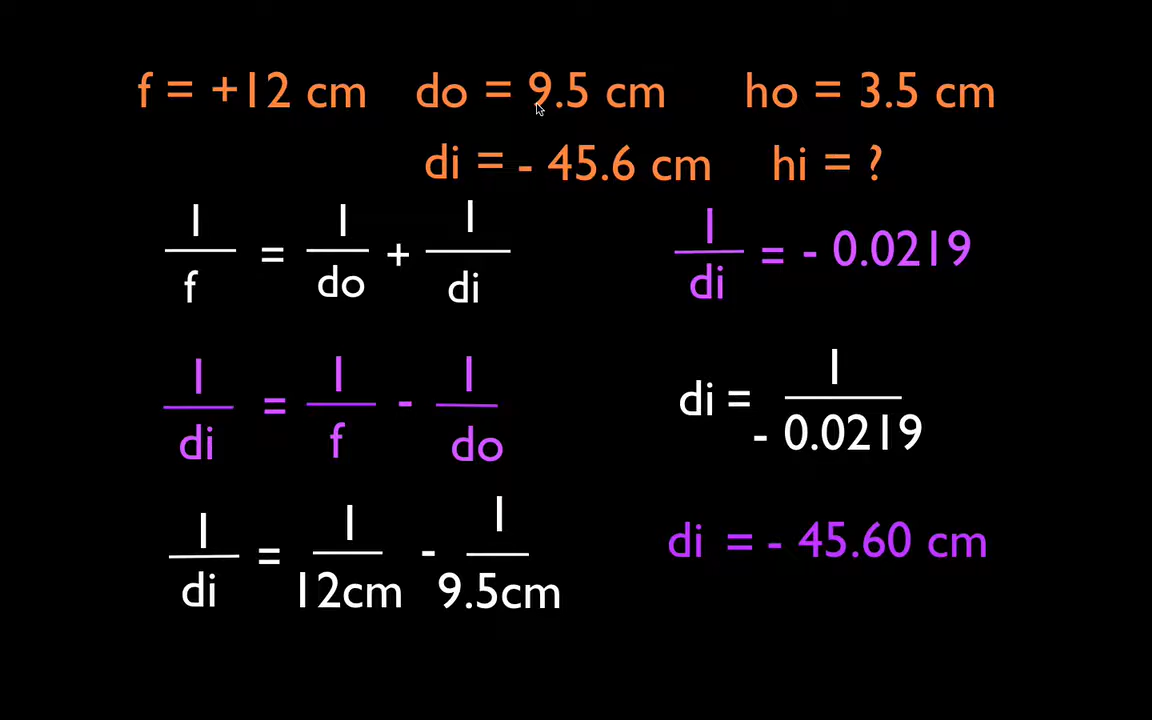 f = +12 cm do = 9.5 cm ho = 3.5 cm
di = - 45.6 cm hi = ?
1/f = 1/do + 1/di
1/di = - 0.0219
1/di = 1/f - 1/do
di = 1/- 0.0219
1/di = 1/12cm - 1/9.5cm
di = - 45.60 cm